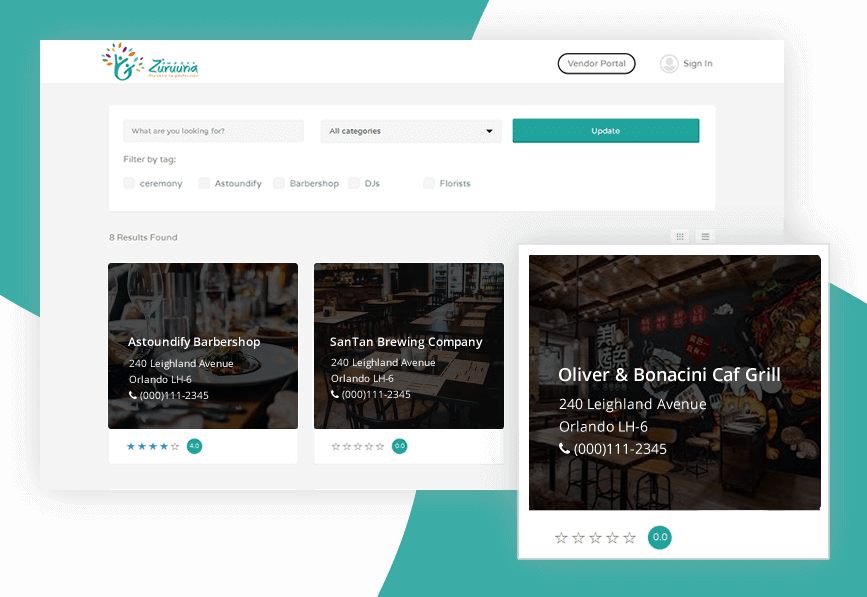 Zuruuna
Vendor Portal
Sign In
What are you looking for?
All categories
Update
Filter by tag:
ceremony
Astoundify
Barbershop
DJs
Florists
8 Results Found
Astoundify Barbershop
240 Leighland Avenue
Orlando LH-6
(000)111-2345
4.0
SanTan Brewing Company
240 Leighland Avenue
Orlando LH-6
(000)111-2345
0.0
Oliver & Bonacini Caf Grill
240 Leighland Avenue
Orlando LH-6
(000)111-2345
0.0